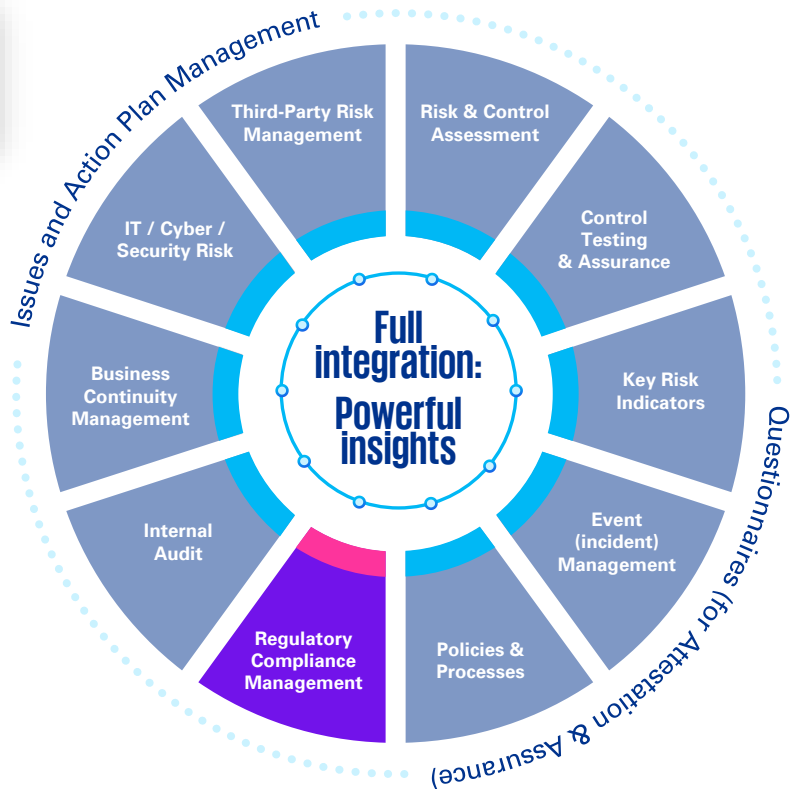 Issues and Action Plan Management
Third-Party Risk
Management
Risk & Control
Assessment
IT / Cyber /
Security Risk
Control
Testing
& Assurance
Full
integration:
Powerful
insights
Business
Continuity
Management
Key Risk
Indicators
Internal
Audit
Event
(incident)
Management
Regulatory
Compliance
Management
Policies &
Processes
Questionnaires (for Attestation & Assurance)